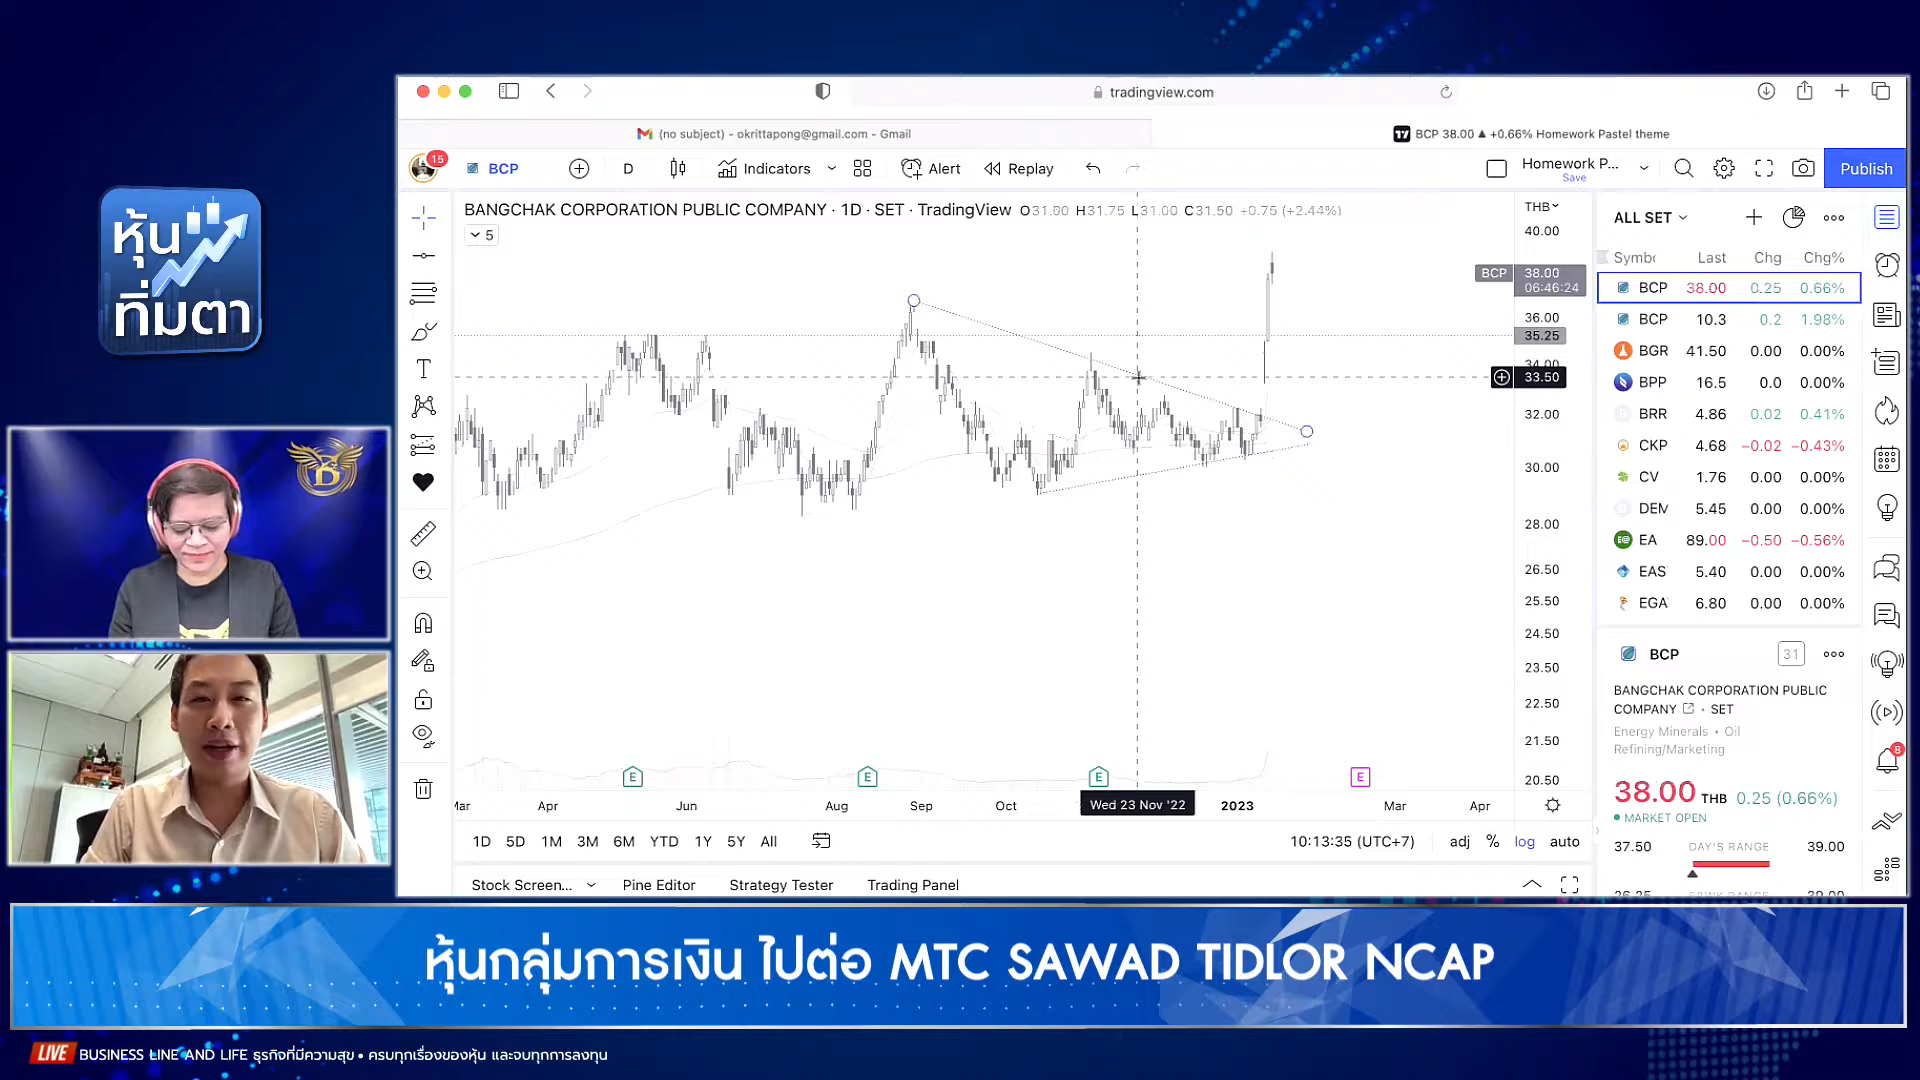 หุ้น
ทิ่มตา
tradingview.com
(no subject) - okrittapong@gmail.com - Gmail
BCP 38.00 ▲ +0.66% Homework Pastel theme
15
BCP
D
Indicators
Alert
Replay
Homework P...
Save
Publish
BANGCHAK CORPORATION PUBLIC COMPANY · 1D · SET · TradingView
H31.75 L31.00 C31.50 +0.75 (+2.44%)
5
THB
40.00
BCP 38.00
06:46:24
36.00
35.25
34.00
33.50
32.00
30.00
28.00
26.50
25.50
24.50
23.50
22.50
21.50
20.50
E E E E
Mar Apr Jun Aug Sep Oct Wed 23 Nov '22 2023 Mar Apr
1D 5D 1M 3M 6M YTD 1Y 5Y All
10:13:35 (UTC+7) adj % log auto
Stock Screen... Pine Editor Strategy Tester Trading Panel
ALL SET
Last Chg Chg%
BCP 38.00 0.25 0.66%
BCP 10.3 0.2 1.98%
BGR 41.50 0.00 0.00%
BPP 16.5 0.0 0.00%
BRR 4.86 0.02 0.41%
CKP 4.68 −0.02 −0.43%
CV 1.76 0.00 0.00%
DEM 5.45 0.00 0.00%
EA 89.00 −0.50 −0.56%
EAS 5.40 0.00 0.00%
EGA 6.80 0.00 0.00%
BCP 31
BANGCHAK CORPORATION PUBLIC
COMPANY • SET
Energy Minerals • Oil
Refining/Marketing
38.00 THB 0.25 (0.66%)
MARKET OPEN
37.50 DAY'S RANGE 39.00
8
หุ้นกลุ่มการเงิน ไปต่อ MTC SAWAD TIDLOR NCAP
LIVE BUSINESS LINE AND LIFE ธุรกิจที่มีความสุข • ครบทุกเรื่องของหุ้น และจบทุกการลงทุน